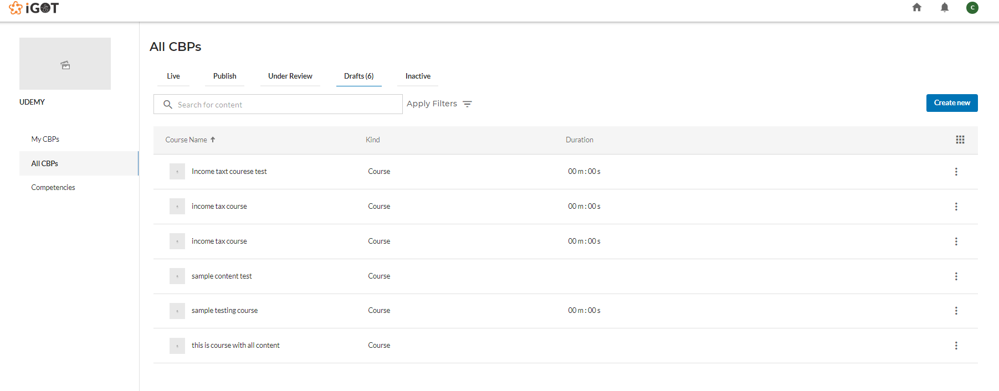 iGOT
C
UDEMY
My CBPs
All CBPs
Competencies
All CBPs
Live Publish Under Review Drafts (6) Inactive
Search for content Apply Filters Create new
Course Name Kind Duration
Income taxt courese test Course 00 m : 00 s
income tax course Course 00 m : 00 s
income tax course Course 00 m : 00 s
sample content test Course
sample testing course Course 00 m : 00 s
this is course with all content Course